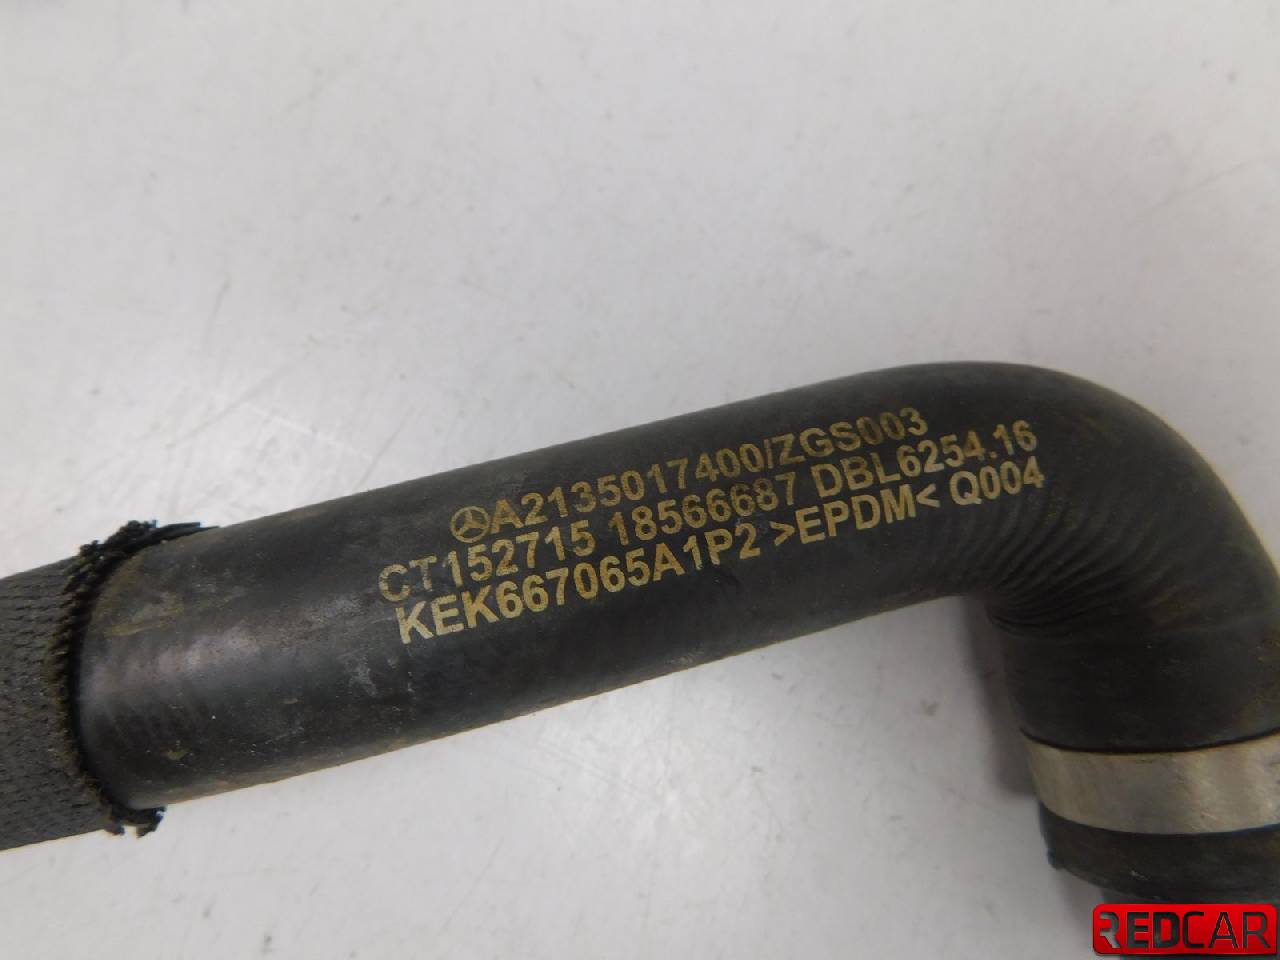 A2135017400/ZGS003
CT152715 18566687 DBL6254.16
KEK667065A1P2 >EPDM< Q004
REDCAR